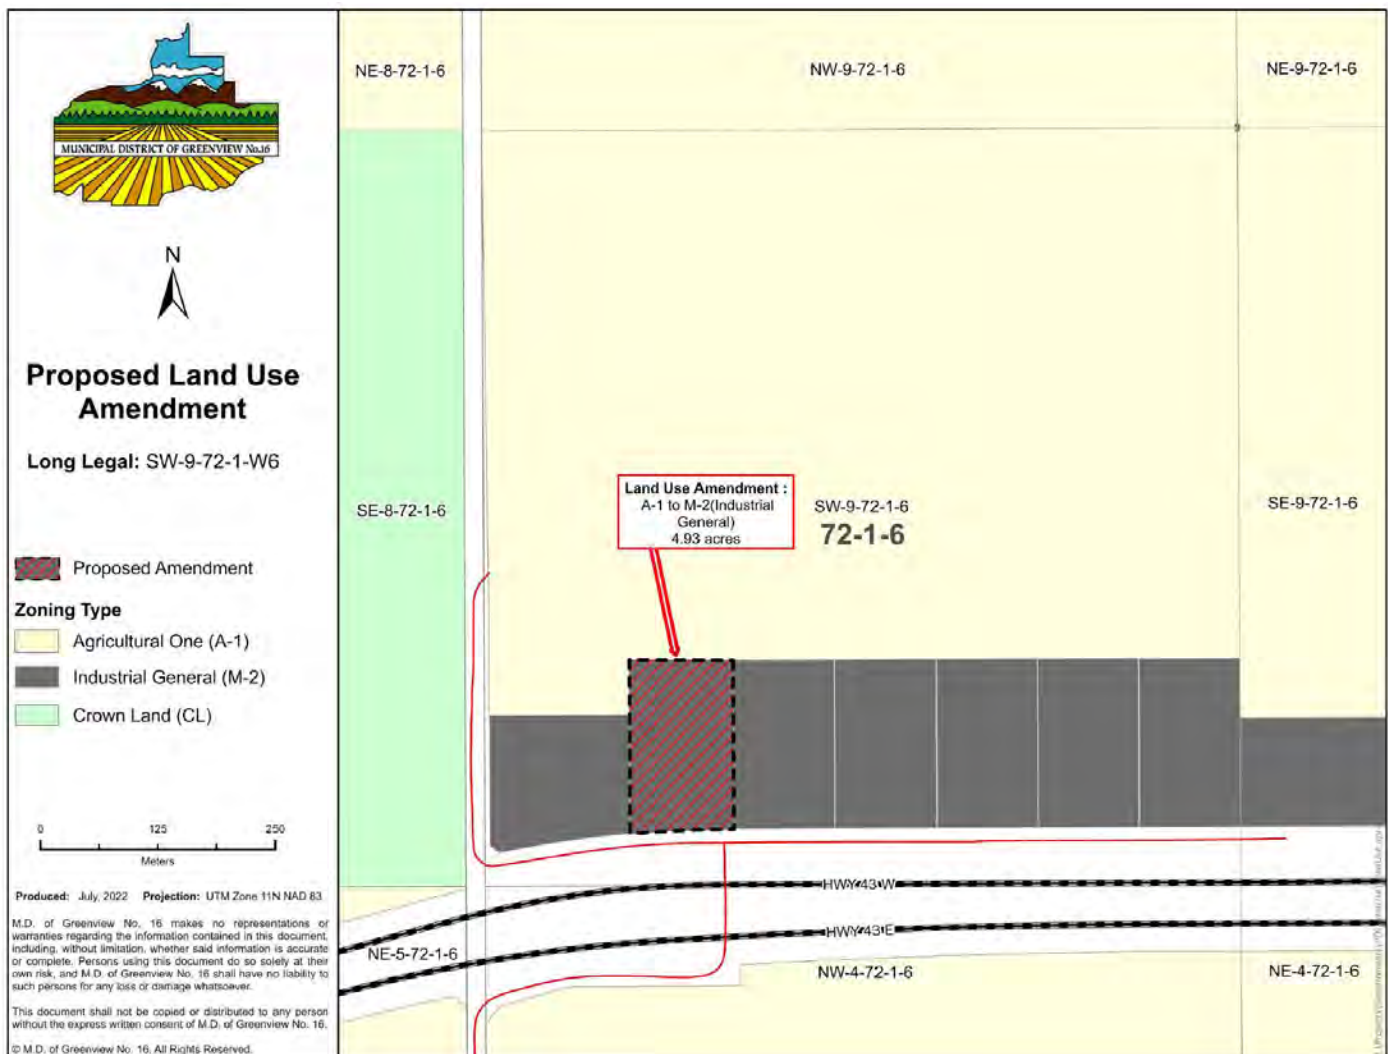 MUNICIPAL DISTRICT OF GREENVIEW No.16
N
Proposed Land Use
Amendment
Long Legal: SW-9-72-1-W6
Proposed Amendment
Zoning Type
Agricultural One (A-1)
Industrial General (M-2)
Crown Land (CL)
0 125 250
Meters
Produced: July, 2022 Projection: UTM Zone 11N NAD 83
M.D. of Greenview No. 16 makes no representations or
warranties regarding the information contained in this document,
including, without limitation, whether said information is accurate
or complete. Persons using this document do so solely at their
own risk, and M.D. of Greenview No. 16 shall have no liability to
such persons for any loss or damage whatsoever.
This document shall not be copied or distributed to any person
without the express written consent of M.D. of Greenview No. 16.
© M.D. of Greenview No. 16. All Rights Reserved.
NE-8-72-1-6
NW-9-72-1-6
NE-9-72-1-6
9
SE-8-72-1-6
Land Use Amendment :
A-1 to M-2(Industrial
General)
4.93 acres
SW-9-72-1-6
72-1-6
SE-9-72-1-6
HWY 43 W
HWY 43 E
NE-5-72-1-6
NW-4-72-1-6
NE-4-72-1-6